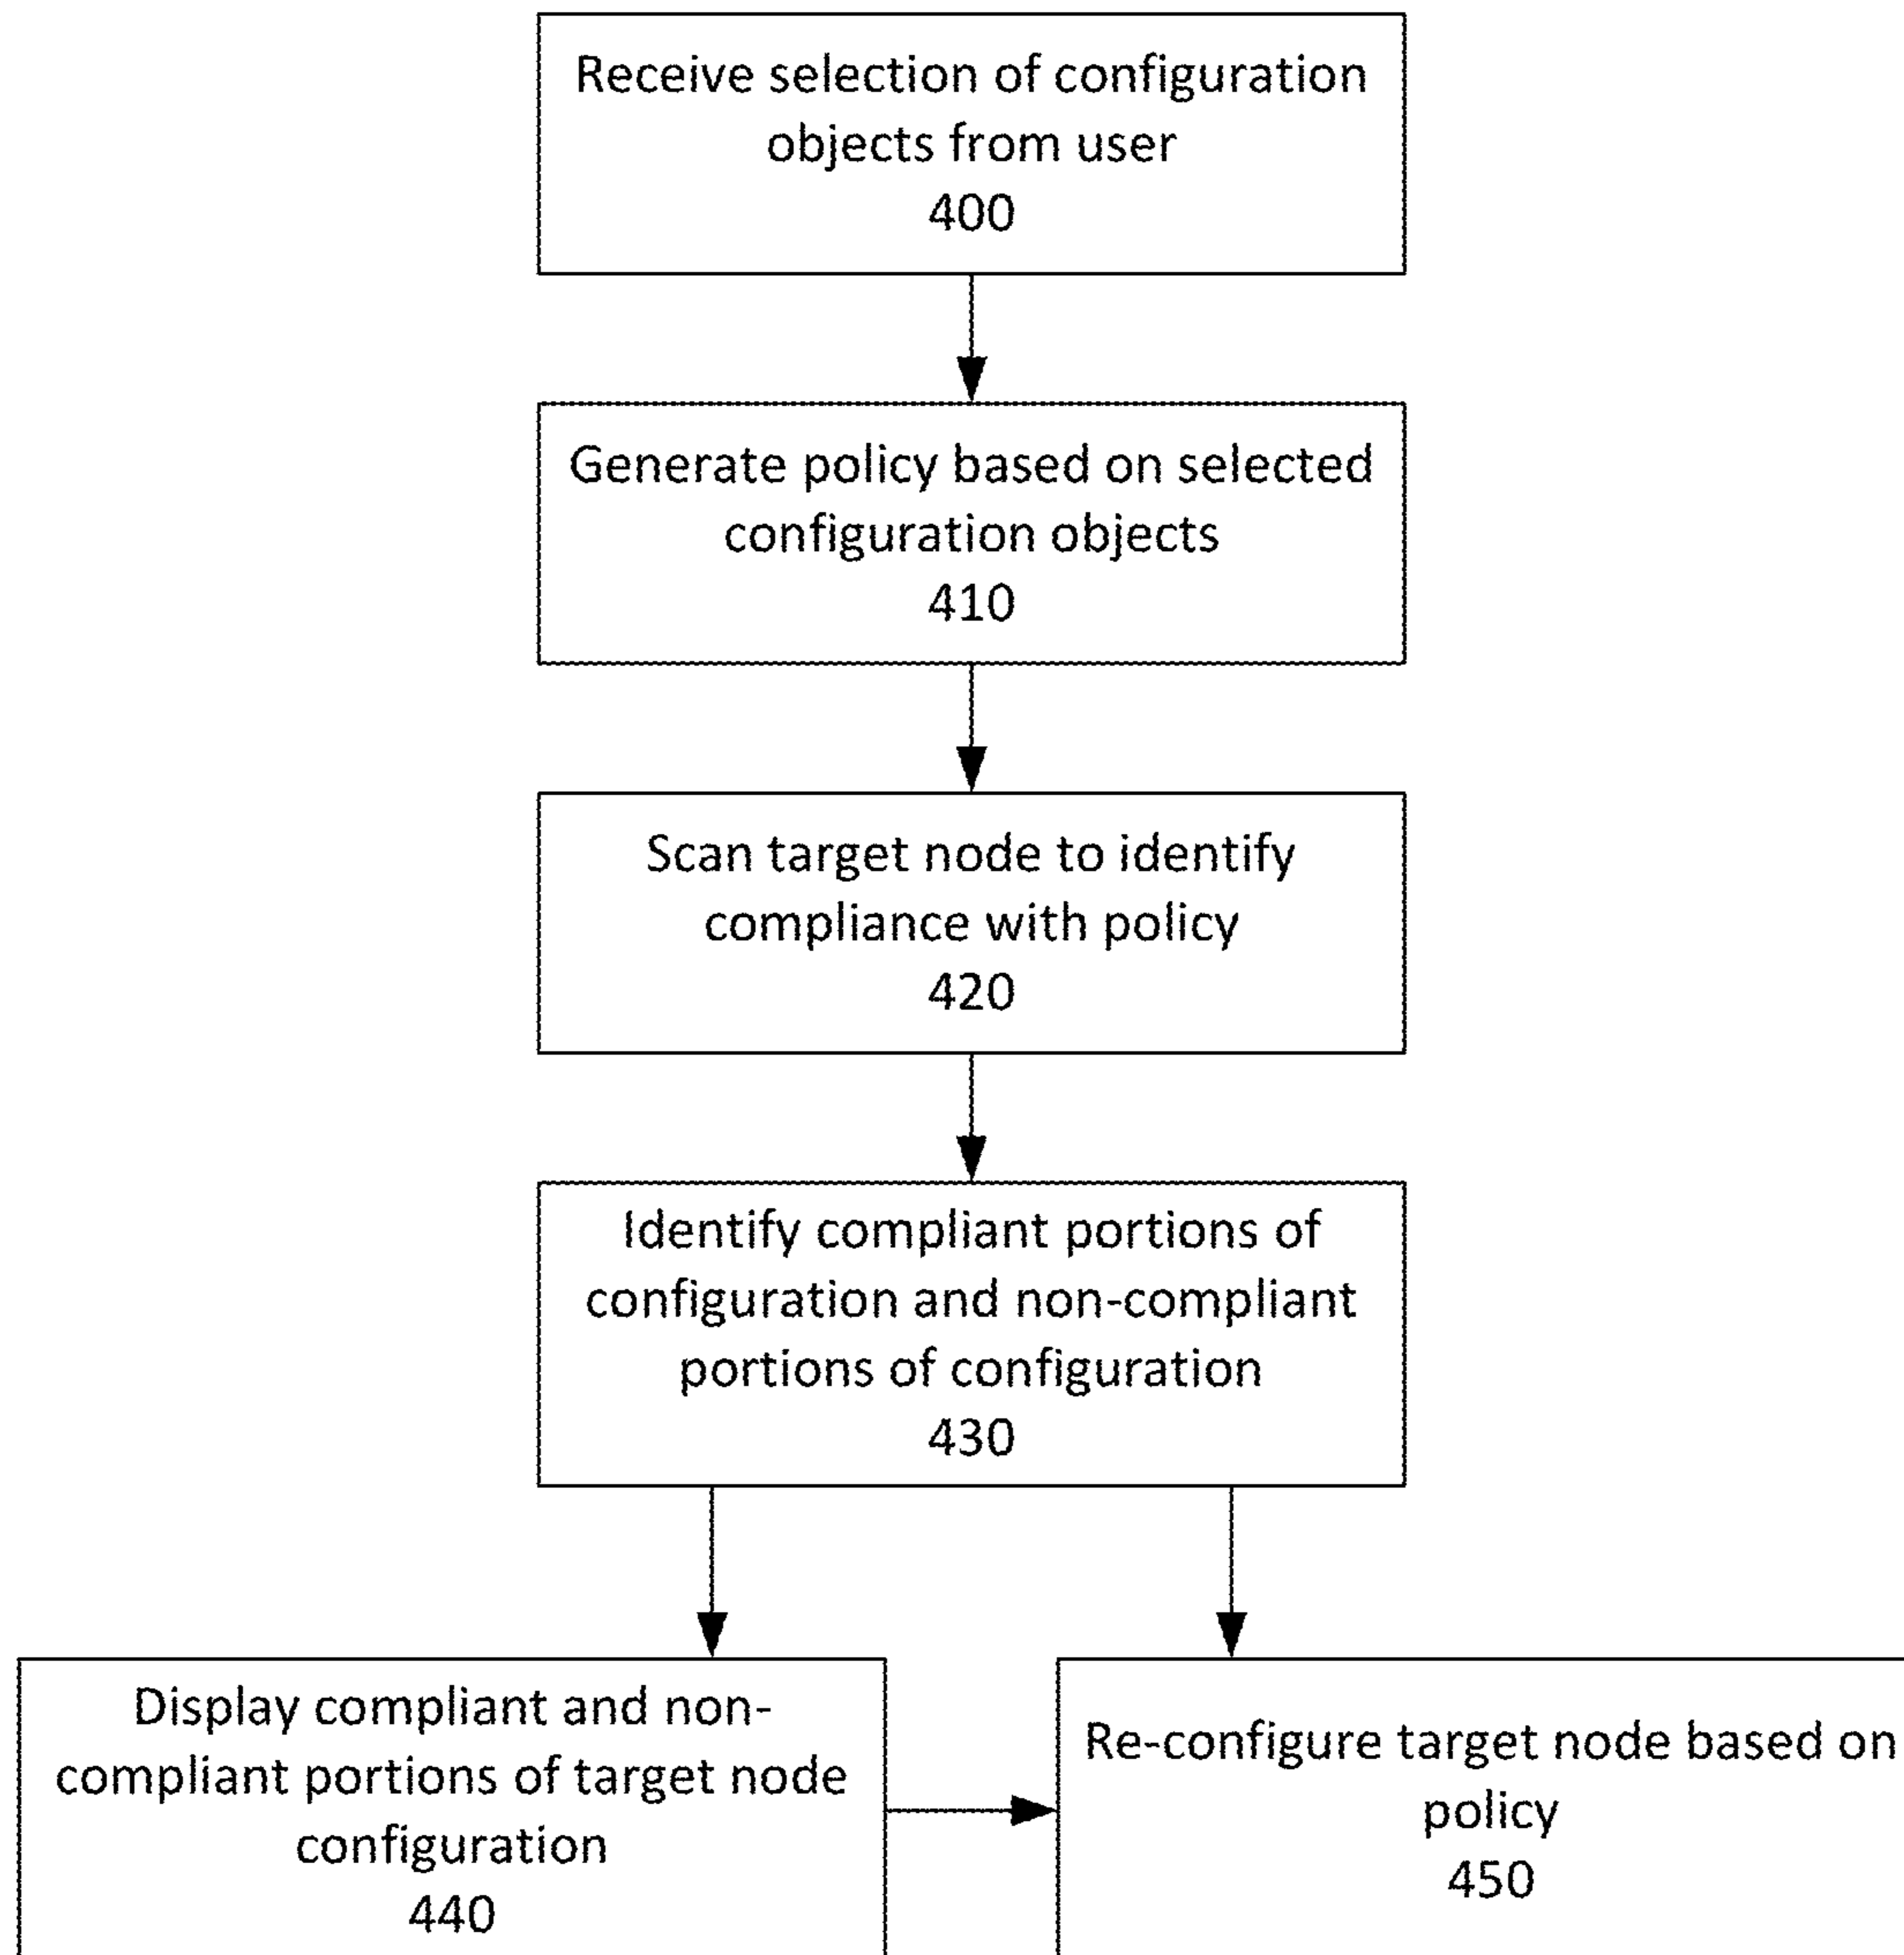 Receive selection of configuration
objects from user
400
Generate policy based on selected
configuration objects
410
Scan target node to identify
compliance with policy
420
Identify compliant portions of
configuration and non-compliant
portions of configuration
430
Display compliant and non-
compliant portions of target node
configuration
440
Re-configure target node based on
policy
450